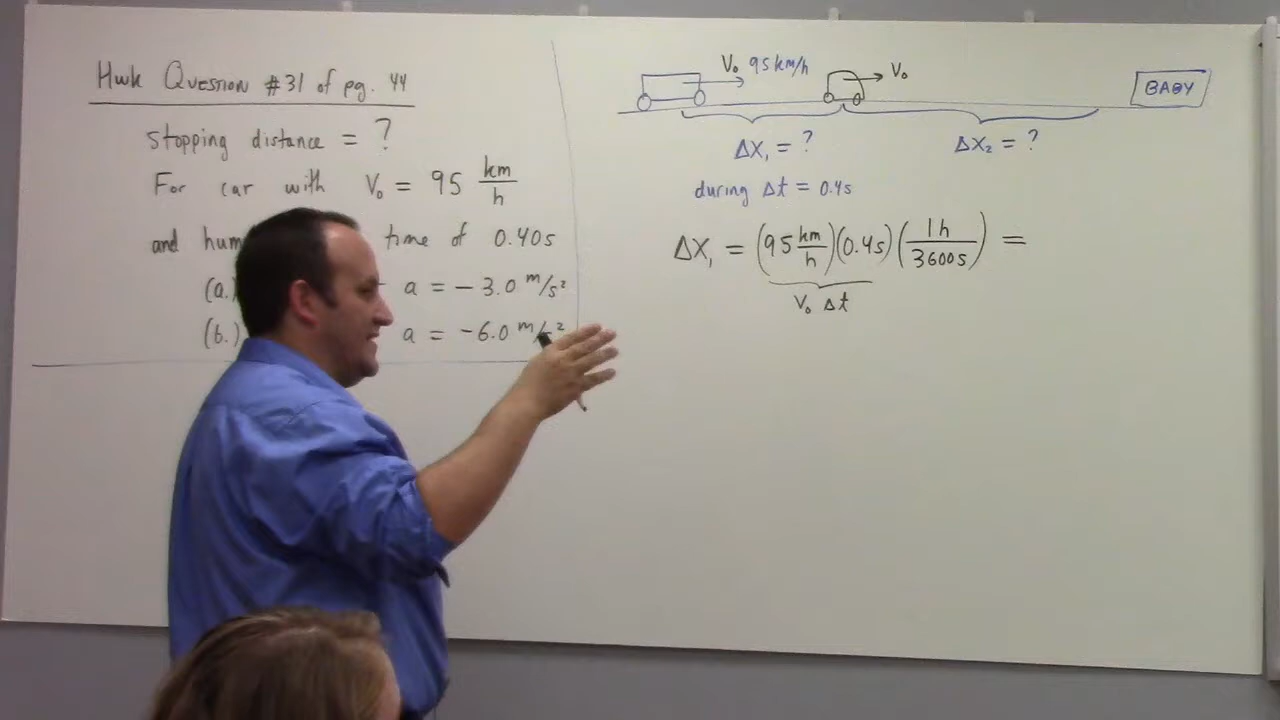 Hwk Question #31 of pg. 44
stopping distance = ?
For car with V₀ = 95 km/h
and hum time of 0.40s
(a.) a = -3.0 m/s²
(b.) a = -6.0 m/s²
V₀ 95 km/h
V₀
BABY
Δx₁ = ?
Δx₂ = ?
during Δt = 0.4s
Δx₁ = (95 km/h)(0.4s)(1h/3600s) =
V₀ Δt